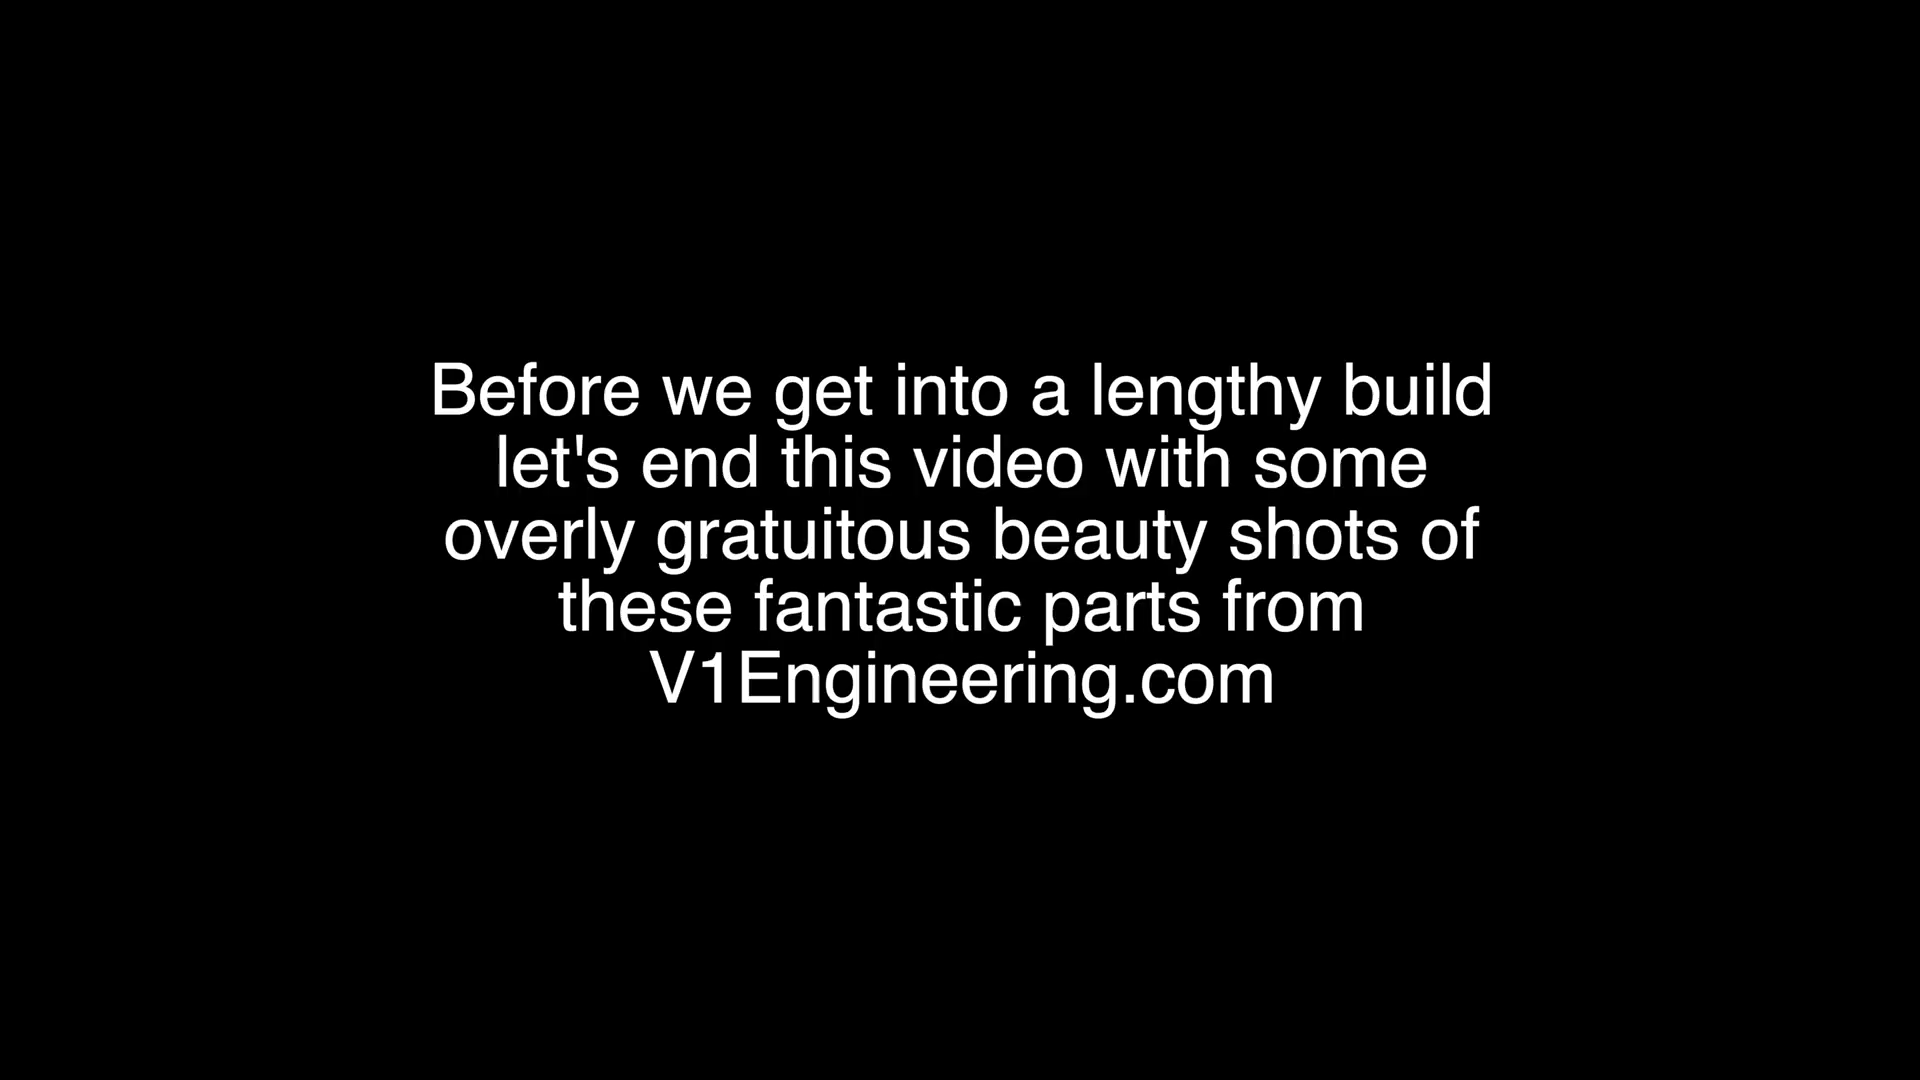 Before we get into a lengthy build
let's end this video with some
overly gratuitous beauty shots of
these fantastic parts from
V1Engineering.com